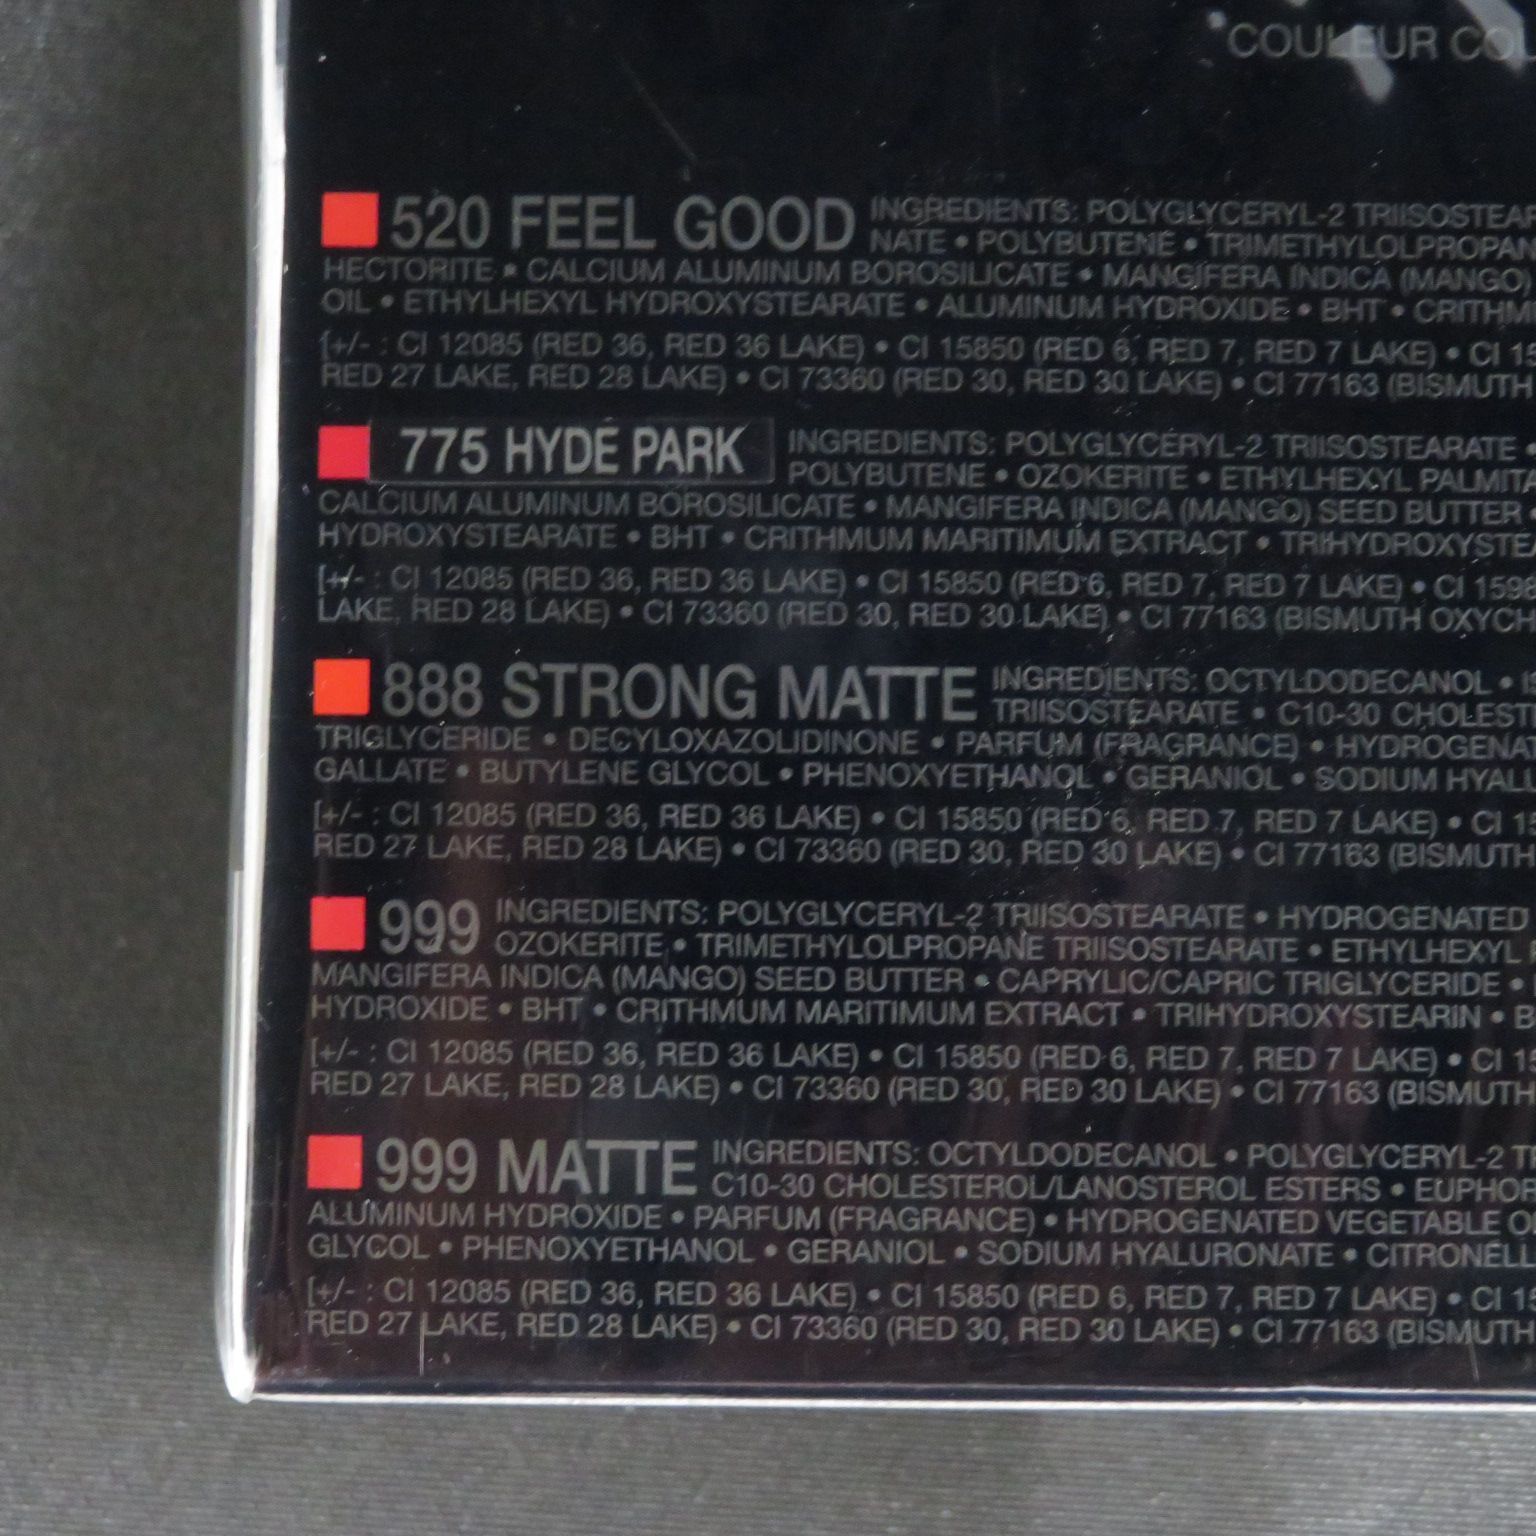 COULEUR COU
520 FEEL GOOD INGREDIENTS: POLYGLYCERYL-2 TRIISOSTEAR
NATE • POLYBUTENE • TRIMETHYLOLPROPAN
HECTORITE • CALCIUM ALUMINUM BOROSILICATE • MANGIFERA INDICA (MANGO)
OIL • ETHYLHEXYL HYDROXYSTEARATE • ALUMINUM HYDROXIDE • BHT • CRITHM
[+/- : CI 12085 (RED 36, RED 36 LAKE) • CI 15850 (RED 6, RED 7, RED 7 LAKE) • CI 15
RED 27 LAKE, RED 28 LAKE) • CI 73360 (RED 30, RED 30 LAKE) • CI 77163 (BISMUTH
775 HYDE PARK INGREDIENTS: POLYGLYCERYL-2 TRIISOSTEARATE •
POLYBUTENE • OZOKERITE • ETHYLHEXYL PALMITA
CALCIUM ALUMINUM BOROSILICATE • MANGIFERA INDICA (MANGO) SEED BUTTER •
HYDROXYSTEARATE • BHT • CRITHMUM MARITIMUM EXTRACT • TRIHYDROXYSTEA
[+/- : CI 12085 (RED 36, RED 36 LAKE) • CI 15850 (RED 6, RED 7, RED 7 LAKE) • CI 1598
LAKE, RED 28 LAKE) • CI 73360 (RED 30, RED 30 LAKE) • CI 77163 (BISMUTH OXYCH
888 STRONG MATTE INGREDIENTS: OCTYLDODECANOL •
TRIISOSTEARATE • C10-30 CHOLEST
TRIGLYCERIDE • DECYLOXAZOLIDINONE • PARFUM (FRAGRANCE) • HYDROGENAT
GALLATE • BUTYLENE GLYCOL • PHENOXYETHANOL • GERANIOL • SODIUM HYALU
[+/- : CI 12085 (RED 36, RED 36 LAKE) • CI 15850 (RED 6, RED 7, RED 7 LAKE) • CI 15
RED 27 LAKE, RED 28 LAKE) • CI 73360 (RED 30, RED 30 LAKE) • CI 77163 (BISMUTH
999 INGREDIENTS: POLYGLYCERYL-2 TRIISOSTEARATE • HYDROGENATED
OZOKERITE • TRIMETHYLOLPROPANE TRIISOSTEARATE • ETHYLHEXYL
MANGIFERA INDICA (MANGO) SEED BUTTER • CAPRYLIC/CAPRIC TRIGLYCERIDE •
HYDROXIDE • BHT • CRITHMUM MARITIMUM EXTRACT • TRIHYDROXYSTEARIN • B
[+/- : CI 12085 (RED 36, RED 36 LAKE) • CI 15850 (RED 6, RED 7, RED 7 LAKE) • CI 15
RED 27 LAKE, RED 28 LAKE) • CI 73360 (RED 30, RED 30 LAKE) • CI 77163 (BISMUTH
999 MATTE INGREDIENTS: OCTYLDODECANOL • POLYGLYCERYL-2 TR
C10-30 CHOLESTEROL/LANOSTEROL ESTERS • EUPHOR
ALUMINUM HYDROXIDE • PARFUM (FRAGRANCE) • HYDROGENATED VEGETABLE O
GLYCOL • PHENOXYETHANOL • GERANIOL • SODIUM HYALURONATE • CITRONELL
[+/- : CI 12085 (RED 36, RED 36 LAKE) • CI 15850 (RED 6, RED 7, RED 7 LAKE) • CI 15
RED 27 LAKE, RED 28 LAKE) • CI 73360 (RED 30, RED 30 LAKE) • CI 77163 (BISMUTH